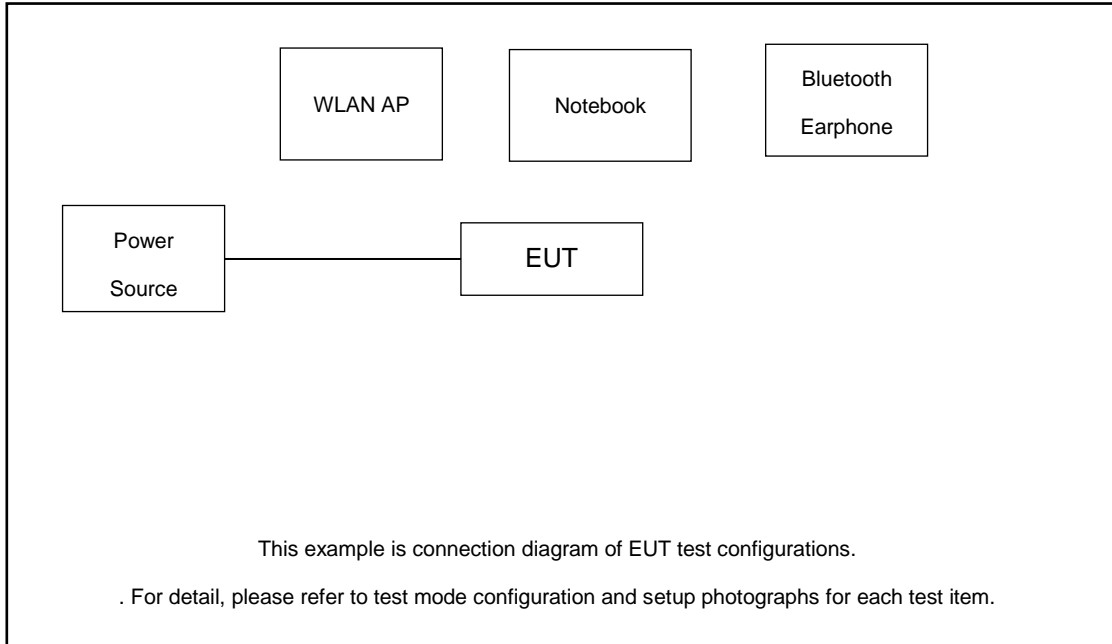 WLAN AP
Notebook
Bluetooth
Earphone
Power
Source
EUT
This example is connection diagram of EUT test configurations.
. For detail, please refer to test mode configuration and setup photographs for each test item.